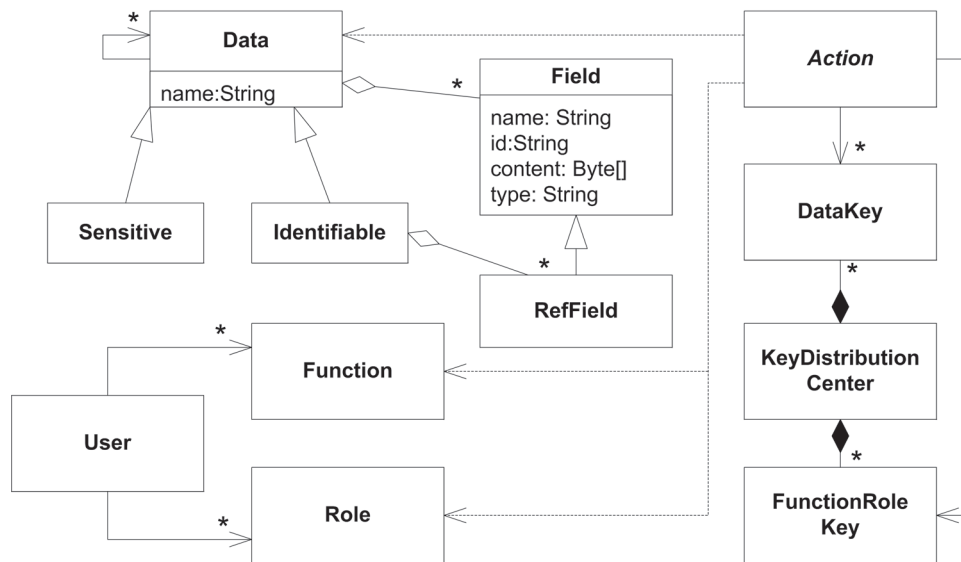 *
Data
name:String
*
Field
name: String
id:String
content: Byte[]
type: String
Action
*
DataKey
Sensitive
Identifiable
*
RefField
*
KeyDistribution
Center
*
Function
User
*
Role
*
FunctionRole
Key